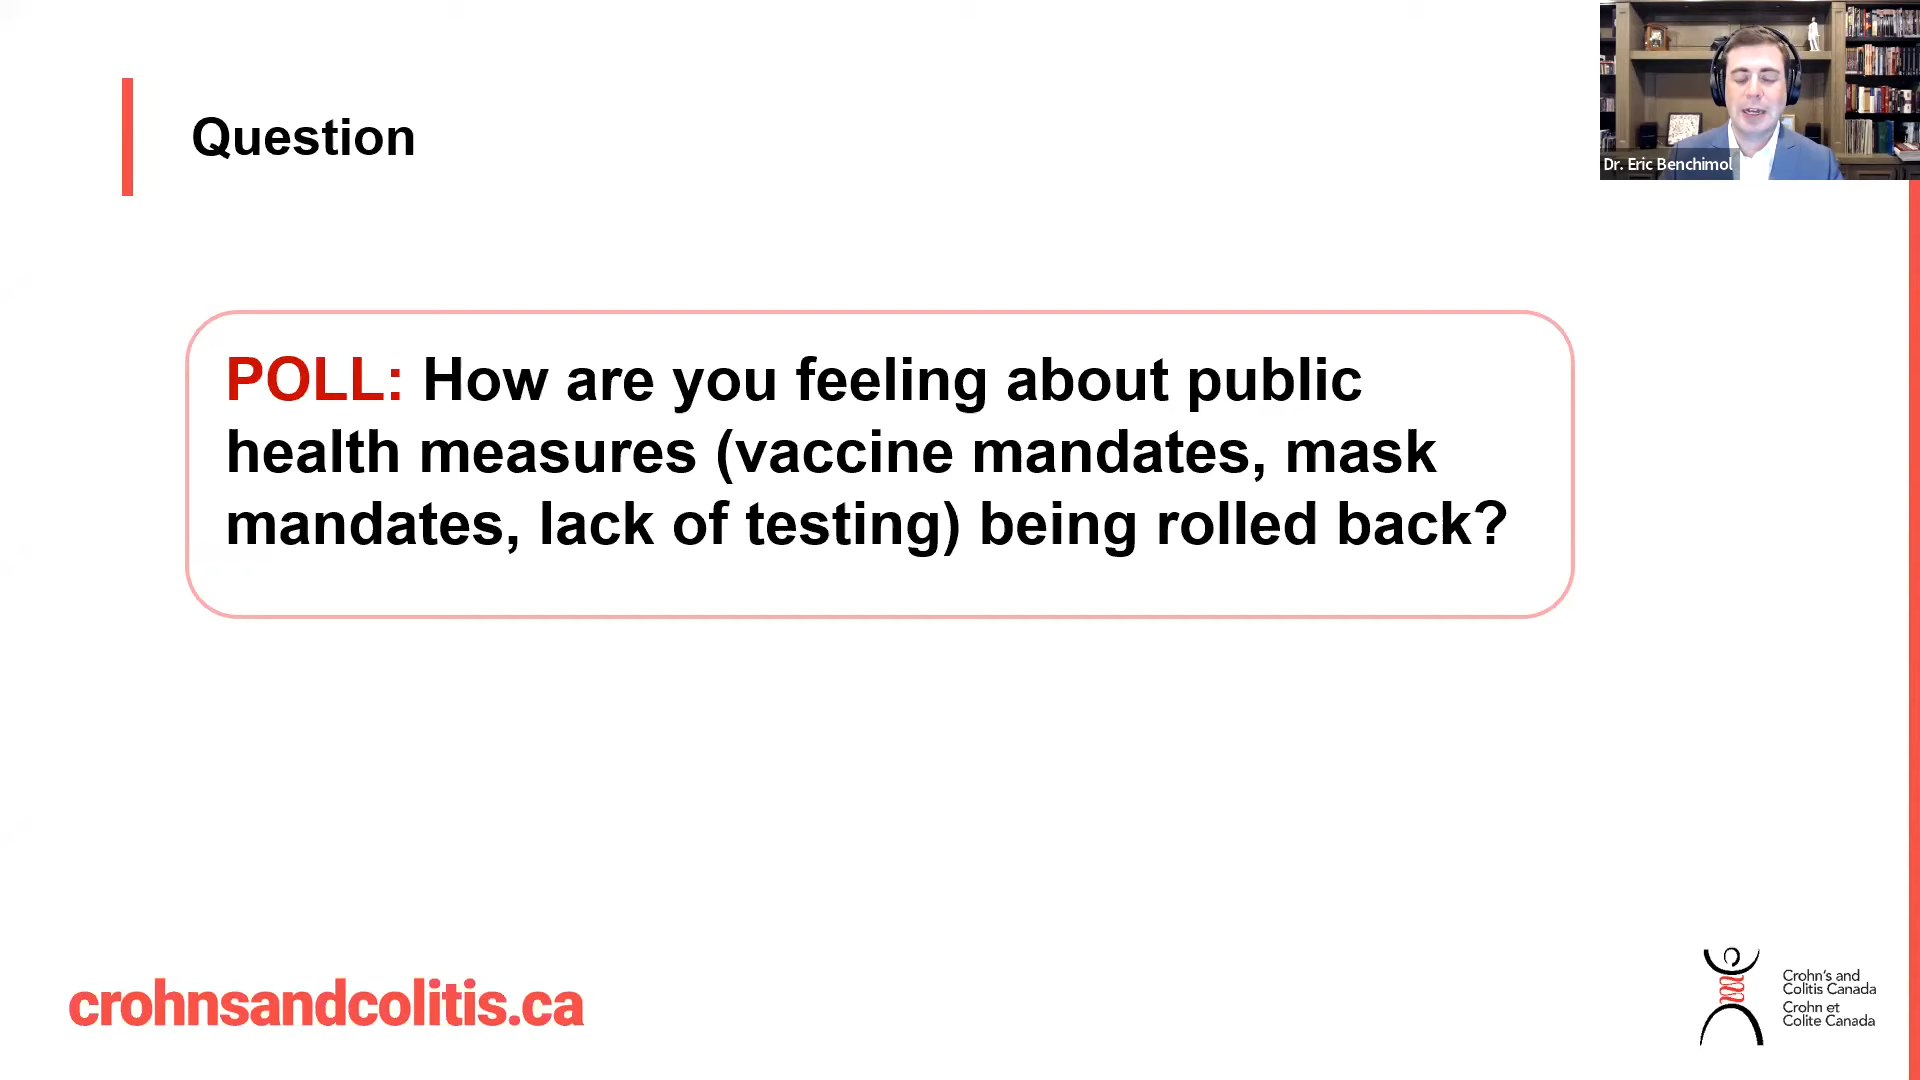 Question
Dr. Eric Benchimol
POLL: How are you feeling about public
health measures (vaccine mandates, mask
mandates, lack of testing) being rolled back?
crohnsandcolitis.ca
Crohn's and
Colitis Canada
Crohn et
Colite Canada